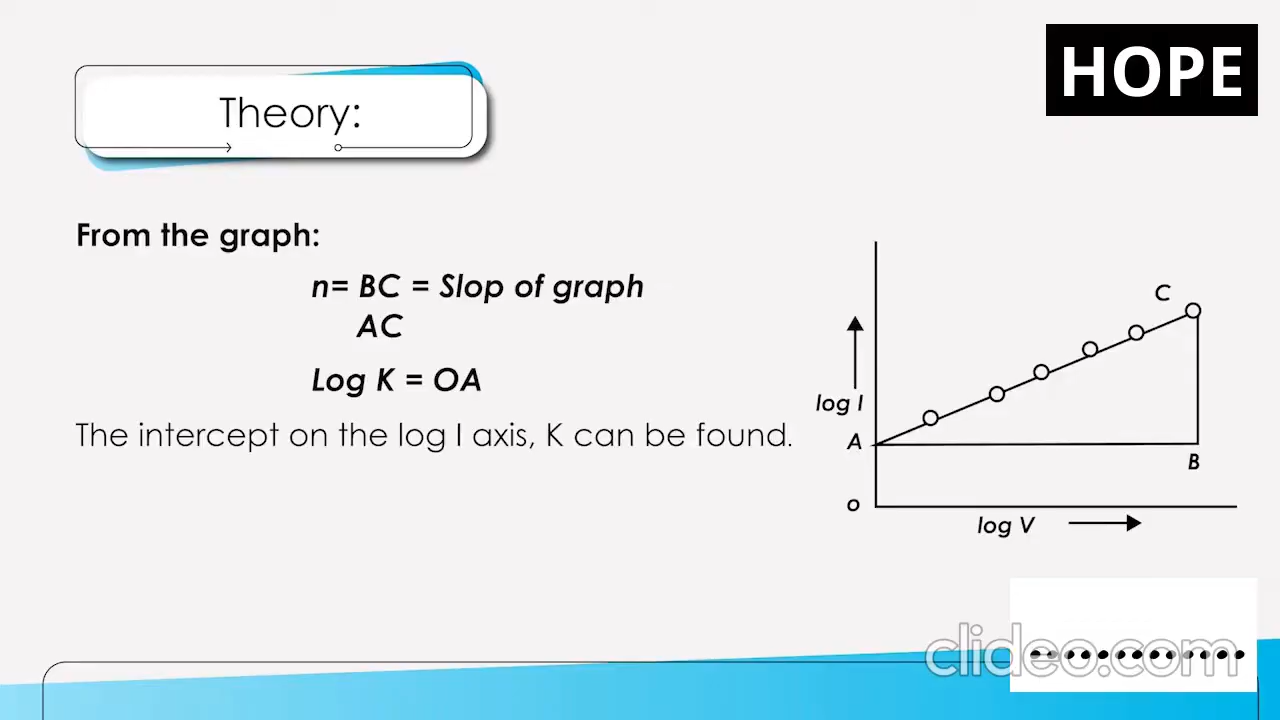 HOPE
Theory:
From the graph:
n= BC = Slop of graph
AC
Log K = OA
The intercept on the log I axis, K can be found.
C
log I
A
B
o
log V
clideo.com